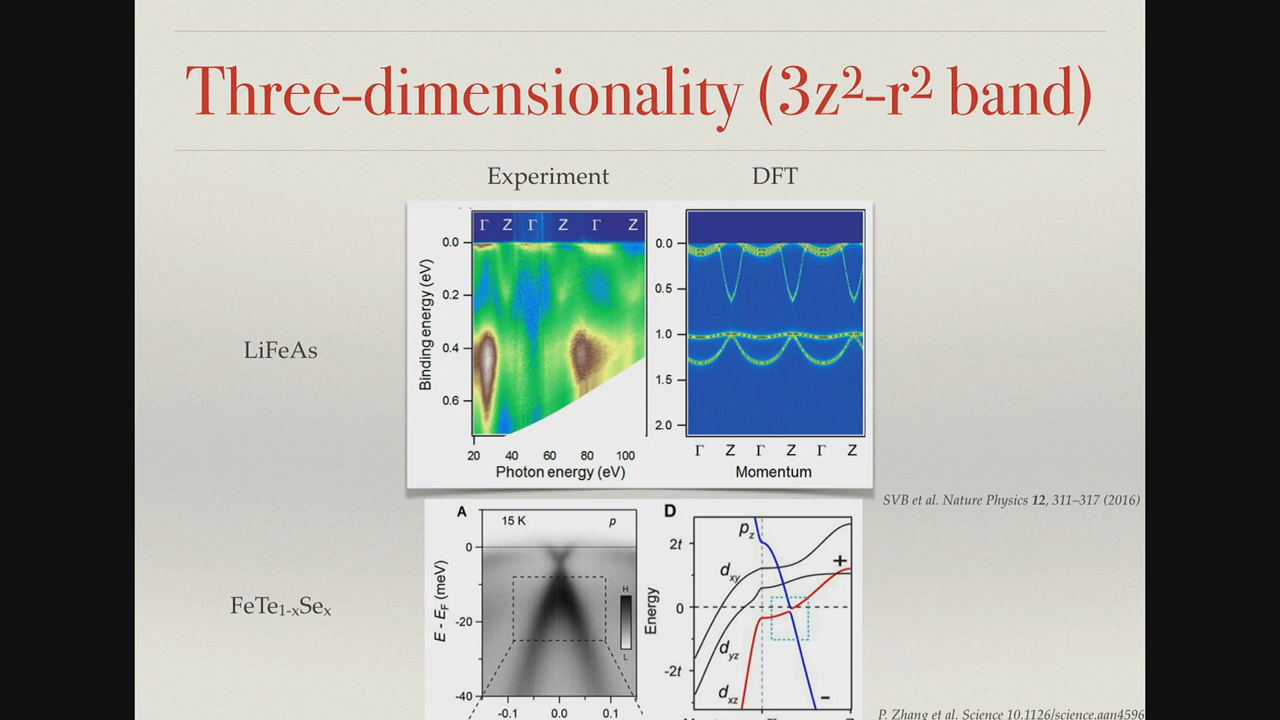 Three-dimensionality (3z²-r² band)
Experiment DFT
Γ Z Γ Z Γ Z
0.0
0.2
0.4
0.6
Binding energy (eV)
20 40 60 80 100
Photon energy (eV)
0.0
0.5
1.0
1.5
2.0
Γ Z Γ Z Γ Z
Momentum
LiFeAs
SVB et al. Nature Physics 12, 311–317 (2016)
A
15 K p
0
-20
-40
E - E_F (meV)
H
L
-0.1 0.0 0.1
D
Energy
2t
0
-2t
p_z
d_xy
d_yz
d_xz
+
-
FeTe₁₋ₓSeₓ
P. Zhang et al. Science 10.1126/science.aan4596